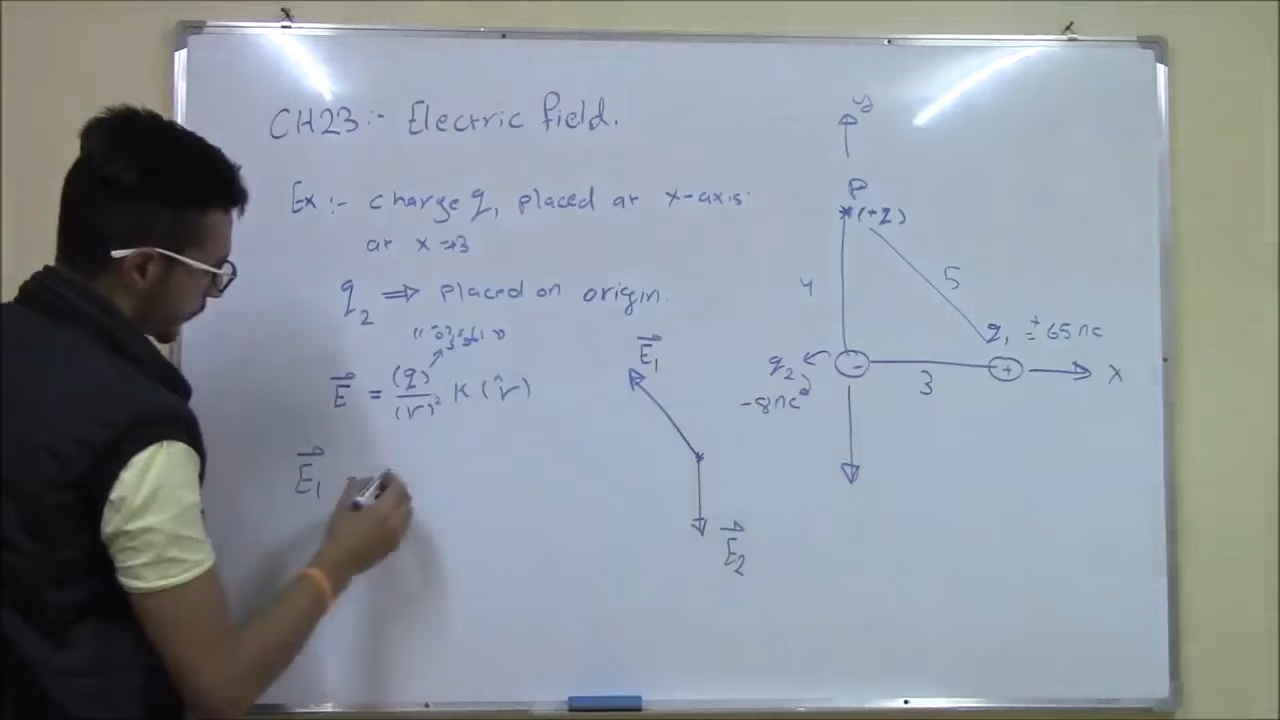 CH23:- Electric field.
Ex:- charge q1 placed at x-axis.
at x=3
q2 ⇒ placed on origin.
E⃗ = (q)/(r)² K (r̂)
E⃗1
E⃗1
E⃗2
y
P
(+q)
4
5
q1 = +65nc
q2
-
+
x
3
-8nc